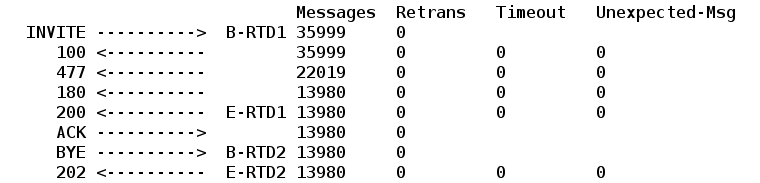 Messages  Retrans   Timeout   Unexpected-Msg
INVITE ---------->  B-RTD1 35999     0
   100 <----------         35999     0         0         0
   477 <----------         22019     0         0         0
   180 <----------         13980     0         0         0
   200 <----------  E-RTD1 13980     0         0         0
   ACK ---------->         13980     0
   BYE ---------->  B-RTD2 13980     0
   202 <----------  E-RTD2 13980     0         0         0